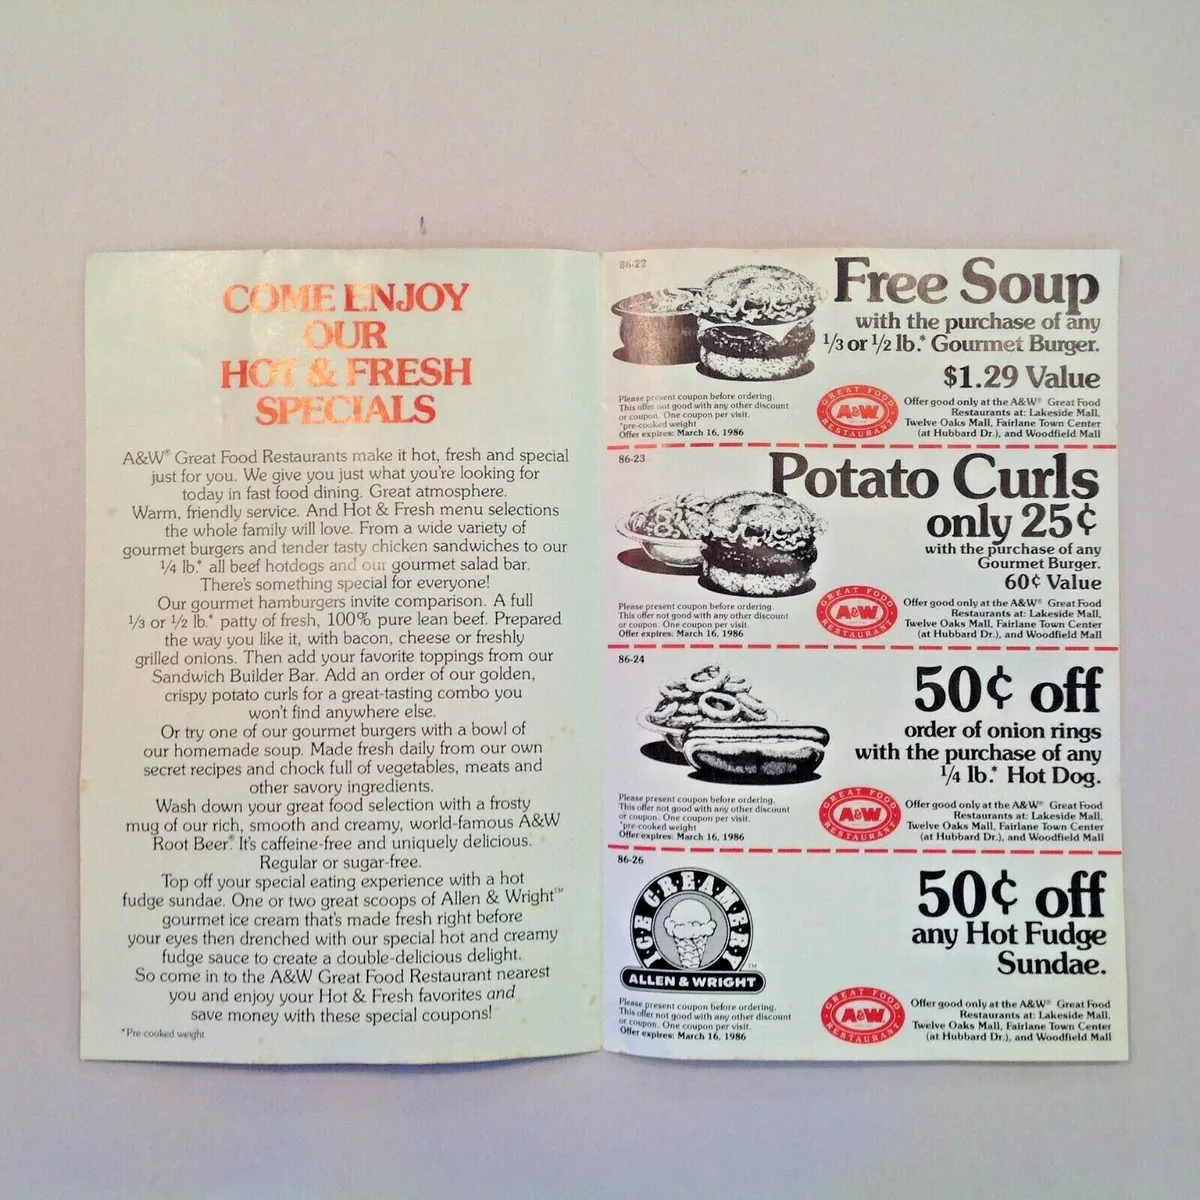 COME ENJOY
OUR
HOT & FRESH
SPECIALS
A&W® Great Food Restaurants make it hot, fresh and special
just for you. We give you just what you're looking for
today in fast food dining. Great atmosphere.
Warm, friendly service. And Hot & Fresh menu selections
the whole family will love. From a wide variety of
gourmet burgers and tender tasty chicken sandwiches to our
1/4 lb.* all beef hotdogs and our gourmet salad bar.
There's something special for everyone!
Our gourmet hamburgers invite comparison. A full
1/3 or 1/2 lb.* patty of fresh, 100% pure lean beef. Prepared
the way you like it, with bacon, cheese or freshly
grilled onions. Then add your favorite toppings from our
Sandwich Builder Bar. Add an order of our golden,
crispy potato curls for a great-tasting combo you
won't find anywhere else.
Or try one of our gourmet burgers with a bowl of
our homemade soup. Made fresh daily from our own
secret recipes and chock full of vegetables, meats and
other savory ingredients.
Wash down your great food selection with a frosty
mug of our rich, smooth and creamy, world-famous A&W
Root Beer.® It's caffeine-free and uniquely delicious.
Regular or sugar-free.
Top off your special eating experience with a hot
fudge sundae. One or two great scoops of Allen & Wright™
gourmet ice cream that's made fresh right before
your eyes then drenched with our special hot and creamy
fudge sauce to create a double-delicious delight.
So come in to the A&W Great Food Restaurant nearest
you and enjoy your Hot & Fresh favorites and
save money with these special coupons!
*Pre-cooked weight
86-22
Free Soup
with the purchase of any
1/3 or 1/2 lb.* Gourmet Burger.
$1.29 Value
Please present coupon before ordering.
This offer not good with any other discount
or coupon. One coupon per visit.
*pre-cooked weight
Offer expires: March 16, 1986
GREAT FOOD
A&W
RESTAURANT
Offer good only at the A&W® Great Food
Restaurants at: Lakeside Mall,
Twelve Oaks Mall, Fairlane Town Center
(at Hubbard Dr.), and Woodfield Mall
86-23
Potato Curls
only 25¢
with the purchase of any
Gourmet Burger.
60¢ Value
Please present coupon before ordering.
This offer not good with any other discount
or coupon. One coupon per visit.
Offer expires: March 16, 1986
GREAT FOOD
A&W
RESTAURANT
Offer good only at the A&W® Great Food
Restaurants at: Lakeside Mall,
Twelve Oaks Mall, Fairlane Town Center
(at Hubbard Dr.), and Woodfield Mall
86-24
50¢ off
order of onion rings
with the purchase of any
1/4 lb.* Hot Dog.
Please present coupon before ordering.
This offer not good with any other discount
or coupon. One coupon per visit.
*pre-cooked weight
Offer expires: March 16, 1986
GREAT FOOD
A&W
RESTAURANT
Offer good only at the A&W® Great Food
Restaurants at: Lakeside Mall,
Twelve Oaks Mall, Fairlane Town Center
(at Hubbard Dr.), and Woodfield Mall
86-26
ICE CREAMERY
ALLEN & WRIGHT
TM
50¢ off
any Hot Fudge
Sundae.
Please present coupon before ordering.
This offer not good with any other discount
or coupon. One coupon per visit.
Offer expires: March 16, 1986
GREAT FOOD
A&W
RESTAURANT
Offer good only at the A&W® Great Food
Restaurants at: Lakeside Mall,
Twelve Oaks Mall, Fairlane Town Center
(at Hubbard Dr.), and Woodfield Mall